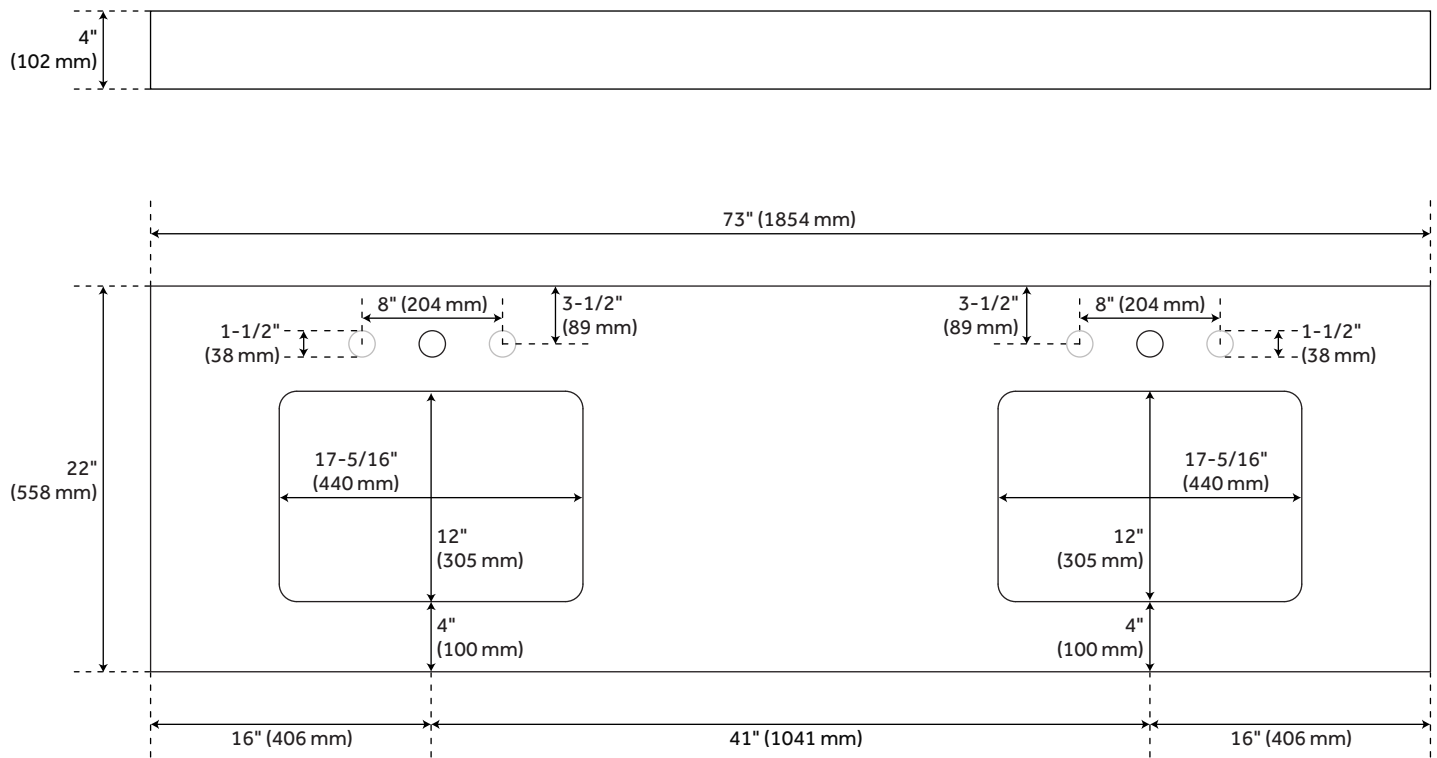 4"
(102 mm)
73" (1854 mm)
8" (204 mm)
3-1/2"
(89 mm)
3-1/2"
(89 mm)
8" (204 mm)
1-1/2"
(38 mm)
1-1/2"
(38 mm)
22"
(558 mm)
17-5/16"
(440 mm)
17-5/16"
(440 mm)
12"
(305 mm)
12"
(305 mm)
4"
(100 mm)
4"
(100 mm)
16" (406 mm)
41" (1041 mm)
16" (406 mm)